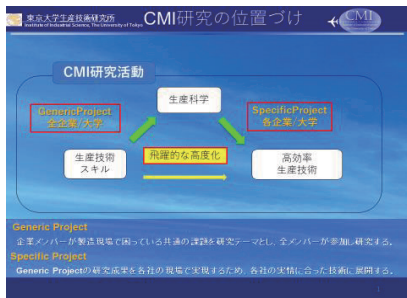 東京大学生産技術研究所
Institute of Industrial Science, The University of Tokyo
CMI研究の位置づけ
CMI
CMI研究活動
GenericProject
全企業/大学
生産科学
SpecificProject
各企業/大学
生産技術
スキル
飛躍的な高度化
高効率
生産技術
Generic Project
企業メンバーが製造現場で困っている共通の課題を研究テーマとし、全メンバーが参加し研究する。
Specific Project
Generic Projectの研究成果を各社の現場で実現するため、各社の実情に合った技術に展開する。